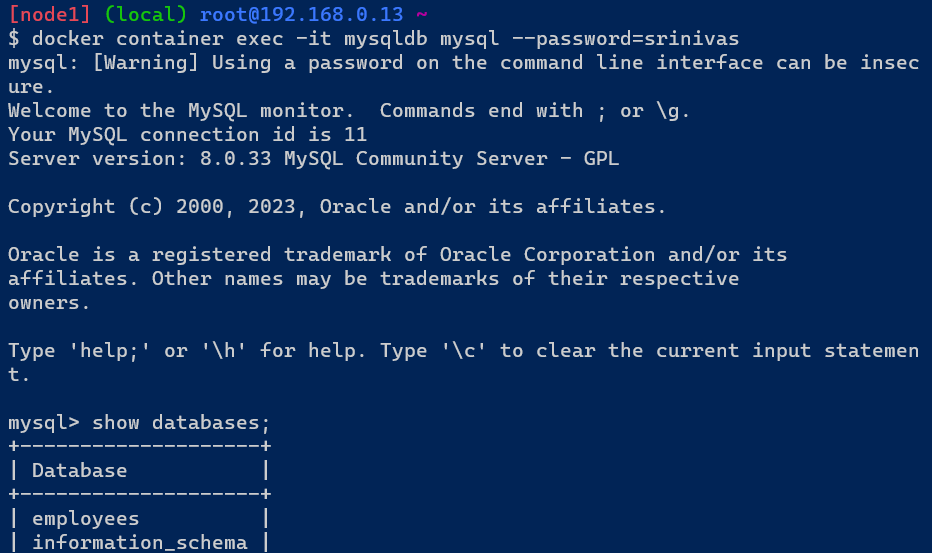 [node1] (local) root@192.168.0.13 ~
$ docker container exec -it mysqldb mysql --password=srinivas
mysql: [Warning] Using a password on the command line interface can be insec
ure.
Welcome to the MySQL monitor.  Commands end with ; or \g.
Your MySQL connection id is 11
Server version: 8.0.33 MySQL Community Server - GPL

Copyright (c) 2000, 2023, Oracle and/or its affiliates.

Oracle is a registered trademark of Oracle Corporation and/or its
affiliates. Other names may be trademarks of their respective
owners.

Type 'help;' or '\h' for help. Type '\c' to clear the current input statemen
t.

mysql> show databases;
+--------------------+
| Database           |
+--------------------+
| employees          |
| information_schema |